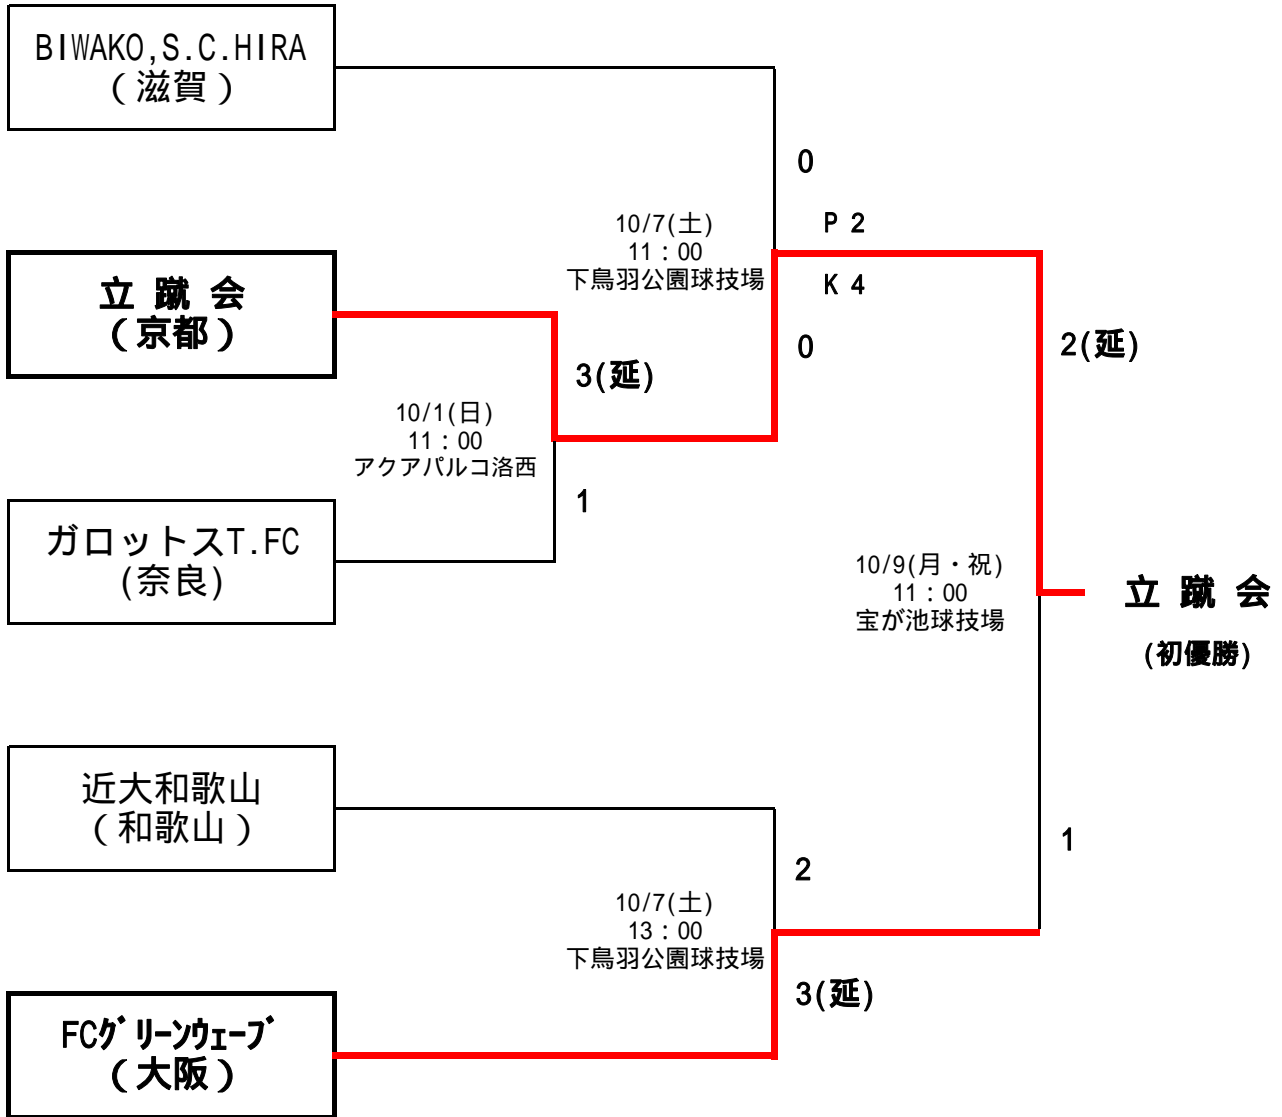 BIWAKO,S.C.HIRA
（滋賀）
0
10/7(土)
11：00
下鳥羽公園球技場
P 2
K 4
立 蹴 会
（京都）
0
2(延)
3(延)
10/1(日)
11：00
アクアパルコ洛西
1
ガロットスT.FC
(奈良)
10/9(月・祝)
11：00
宝が池球技場
立 蹴 会
(初優勝)
近大和歌山
（和歌山）
1
2
10/7(土)
13：00
下鳥羽公園球技場
3(延)
FCｸﾞﾘｰﾝｳｪｰﾌﾞ
（大阪）